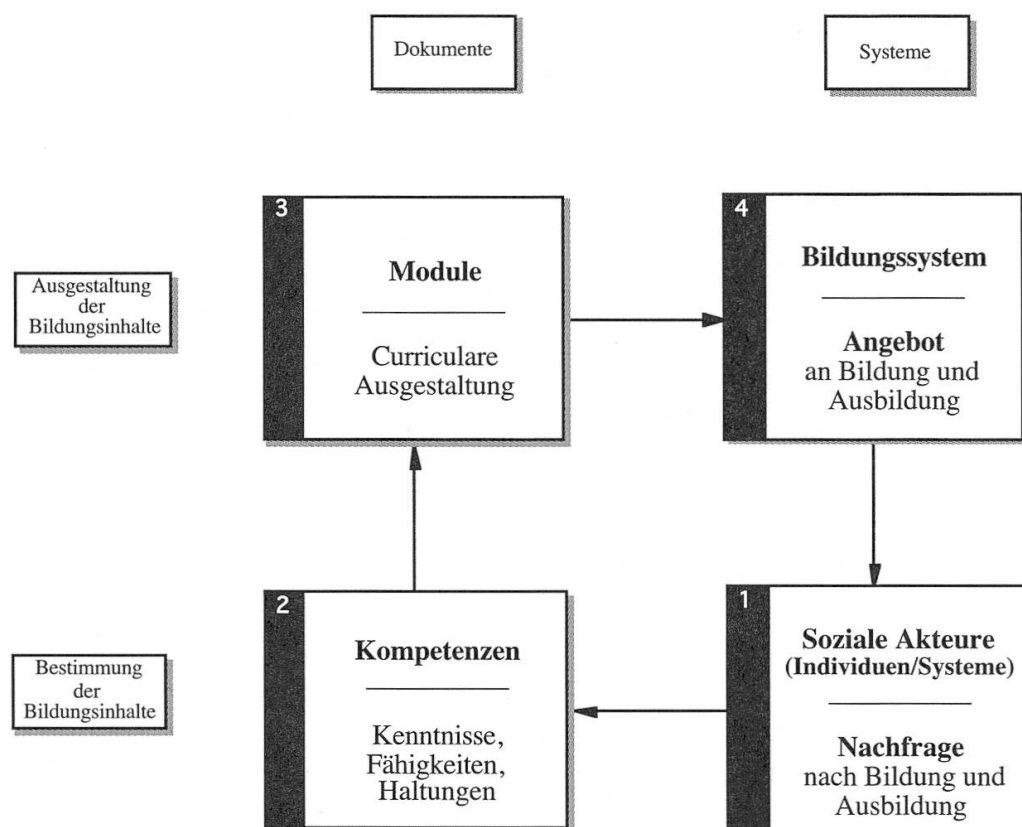 Dokumente
Systeme
Ausgestaltung
der
Bildungsinhalte
3
Module
Curriculare
Ausgestaltung
4
Bildungssystem
Angebot
an Bildung und
Ausbildung
Bestimmung
der
Bildungsinhalte
2
Kompetenzen
Kenntnisse,
Fähigkeiten,
Haltungen
1
Soziale Akteure
(Individuen/Systeme)
Nachfrage
nach Bildung und
Ausbildung